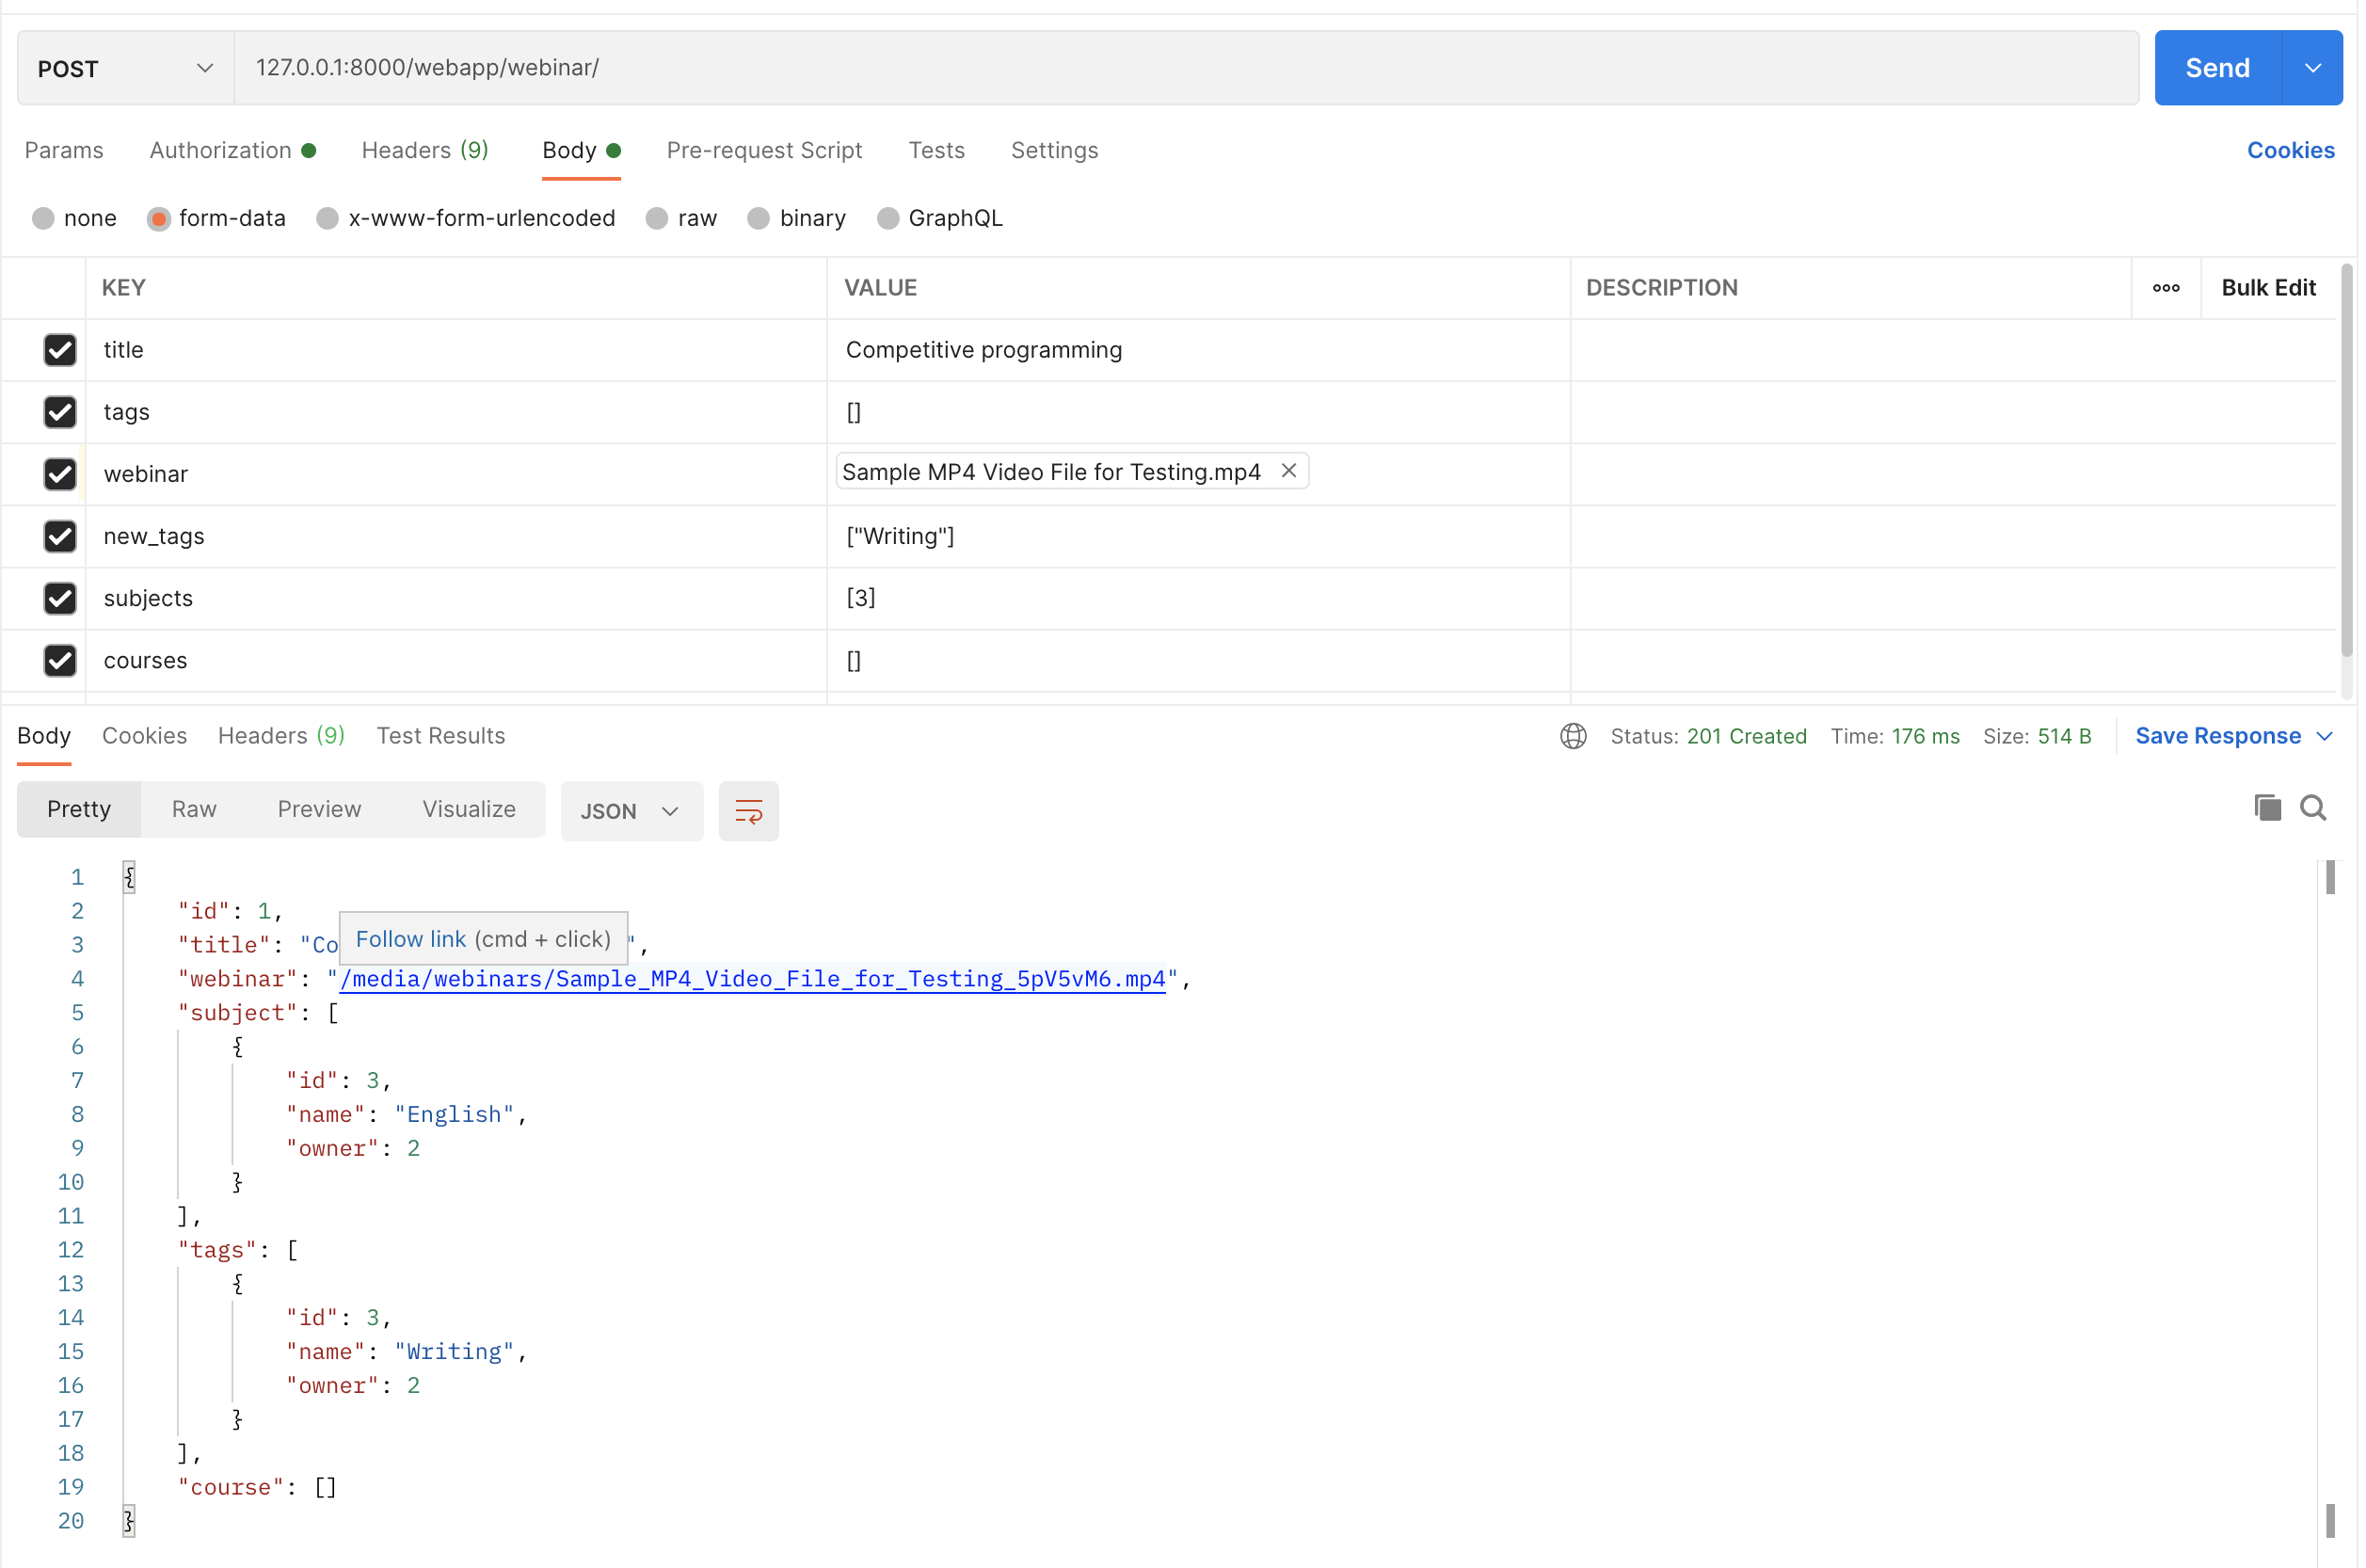 POST 127.0.0.1:8000/webapp/webinar/ Send
Params Authorization Headers (9) Body Pre-request Script Tests Settings Cookies
none form-data x-www-form-urlencoded raw binary GraphQL
KEY VALUE DESCRIPTION ooo Bulk Edit
title Competitive programming
tags []
webinar Sample MP4 Video File for Testing.mp4
new_tags ["Writing"]
subjects [3]
courses []
Body Cookies Headers (9) Test Results Status: 201 Created Time: 176 ms Size: 514 B Save Response
Pretty Raw Preview Visualize JSON
1 {
2 "id": 1,
Follow link (cmd + click)
3 "title": "Co ",
4 "webinar": "/media/webinars/Sample_MP4_Video_File_for_Testing_5pV5vM6.mp4",
5 "subject": [
6 {
7 "id": 3,
8 "name": "English",
9 "owner": 2
10 }
11 ],
12 "tags": [
13 {
14 "id": 3,
15 "name": "Writing",
16 "owner": 2
17 }
18 ],
19 "course": []
20 }